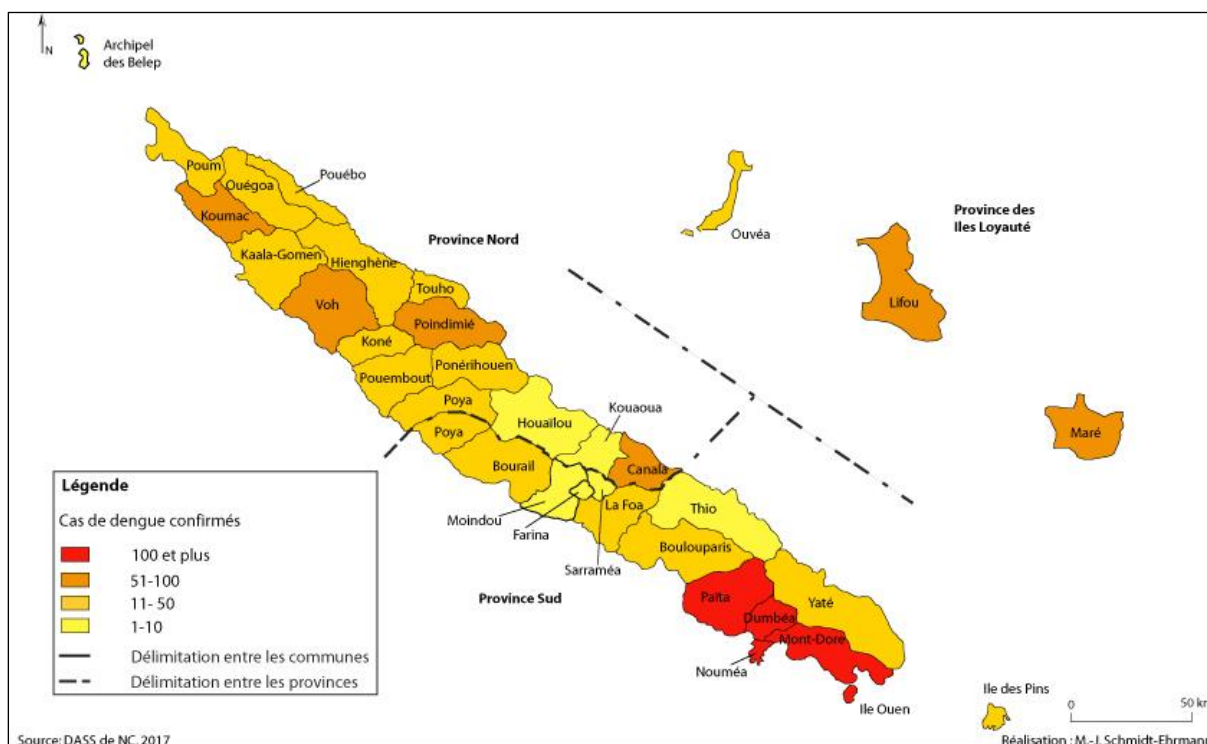 N
Archipel
des Belep
Poum
Pouébo
Ouégoa
Koumac
Province Nord
Ouvéa
Province des
Iles Loyauté
Kaala-Gomen
Hienghène
Touho
Lifou
Voh
Poindimié
Koné
Ponérihouen
Pouembout
Poya
Kouaoua
Houaïlou
Maré
Poya
Bourail
Canala
Légende
Cas de dengue confirmés
100 et plus
51-100
11- 50
1-10
Délimitation entre les communes
Délimitation entre les provinces
Moindou
Farina
La Foa
Thio
Sarraméa
Boulouparis
Province Sud
Païta
Yaté
Dumbéa
Mont-Dore
Nouméa
Ile Ouen
Ile des Pins
0 50 km
Source: DASS de NC, 2017
Réalisation : M.-J. Schmidt-Ehrmann